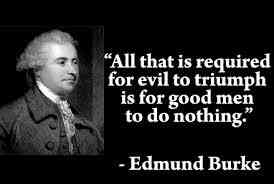 “All that is required
for evil to triumph
is for good men
to do nothing.”
- Edmund Burke